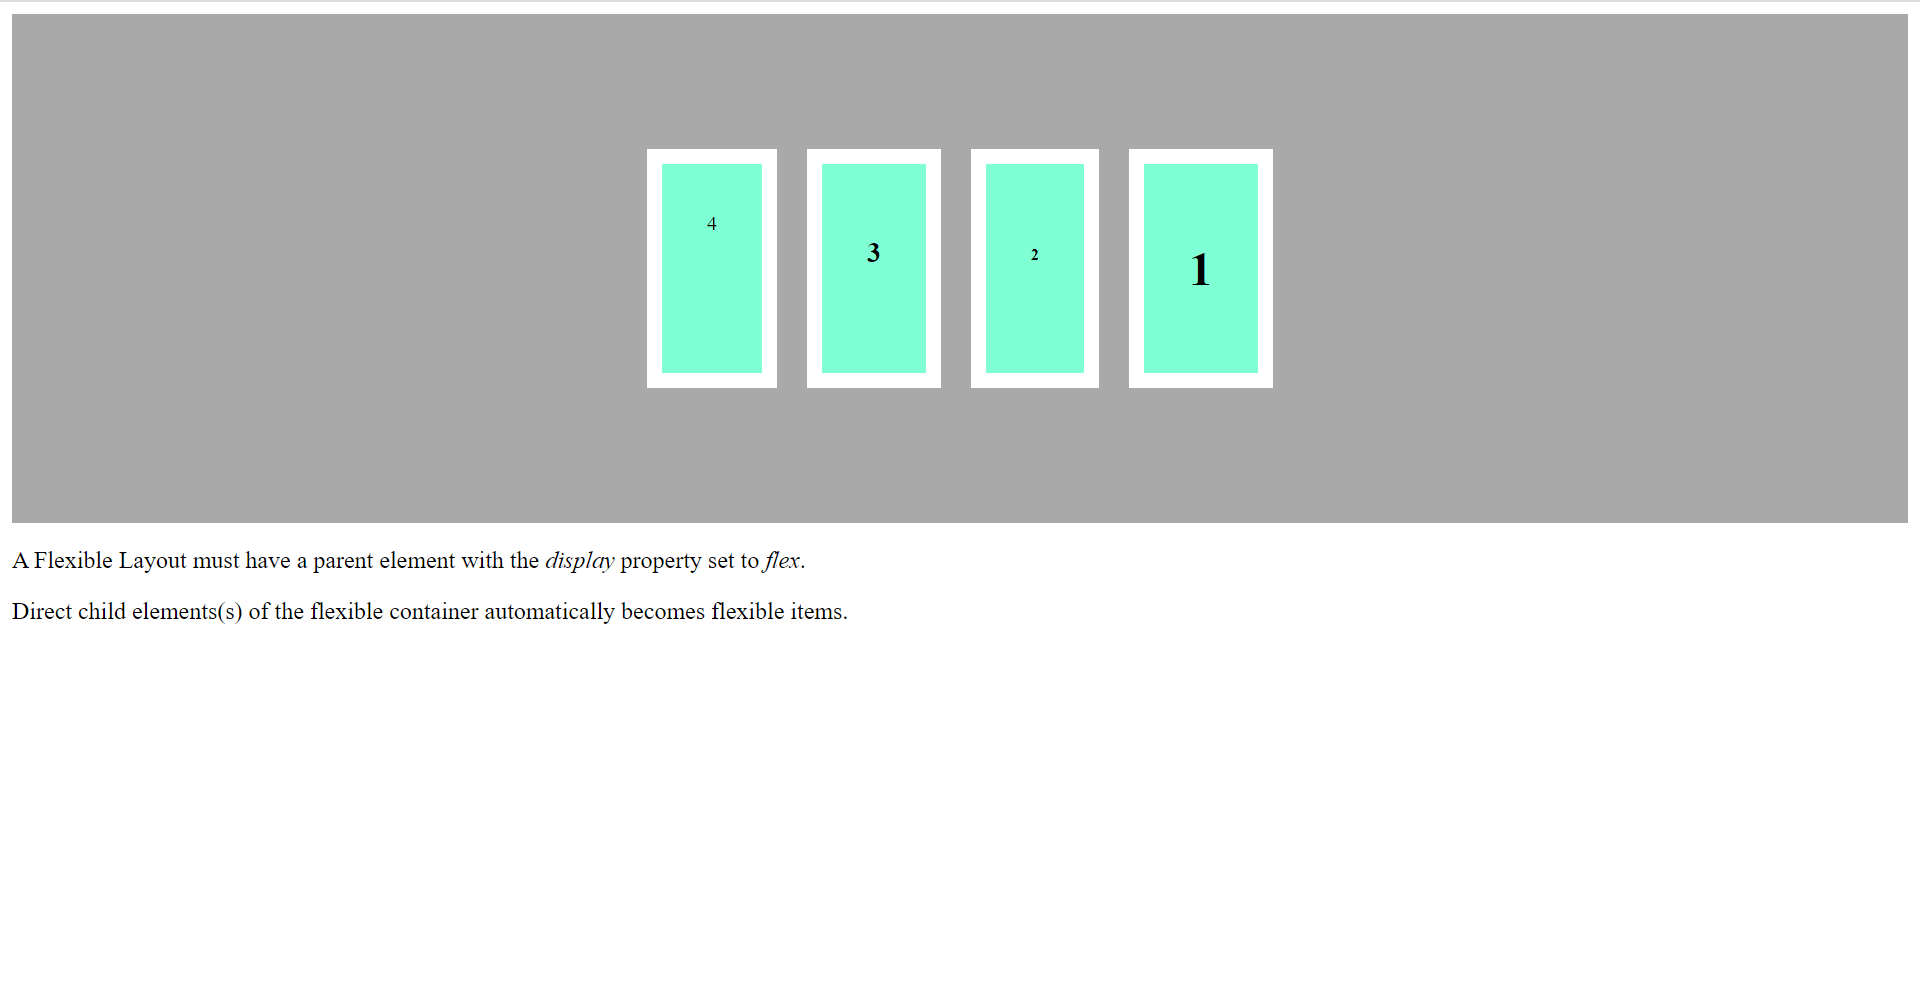 4
3
2
1
A Flexible Layout must have a parent element with the display property set to flex.
Direct child elements(s) of the flexible container automatically becomes flexible items.